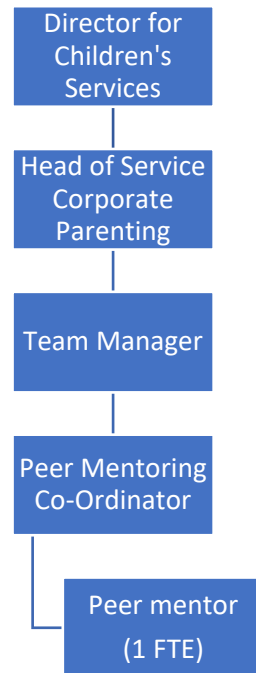 Director for
Children's
Services
Head of Service
Corporate
Parenting
Team Manager
Peer Mentoring
Co-Ordinator
Peer mentor
(1 FTE)